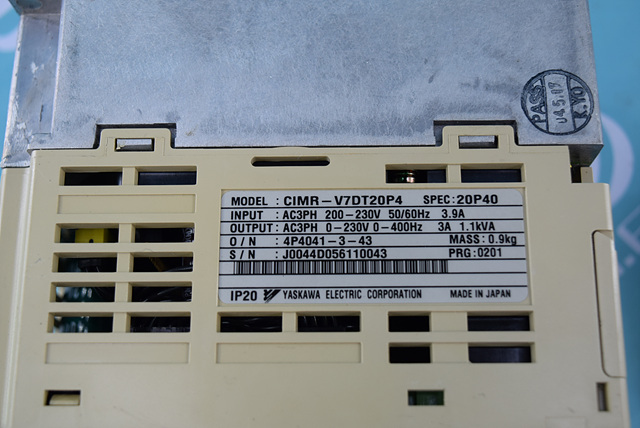 PASS
04.5.07
K.YO
MODEL : CIMR-V7DT20P4 SPEC: 20P40
INPUT : AC3PH 200-230V 50/60Hz 3.9A
OUTPUT: AC3PH 0-230V 0-400Hz 3A 1.1kVA
O/N : 4P4041-3-43 MASS: 0.9kg
S/N : J0044D056110043 PRG: 0201
IP20 YASKAWA ELECTRIC CORPORATION MADE IN JAPAN